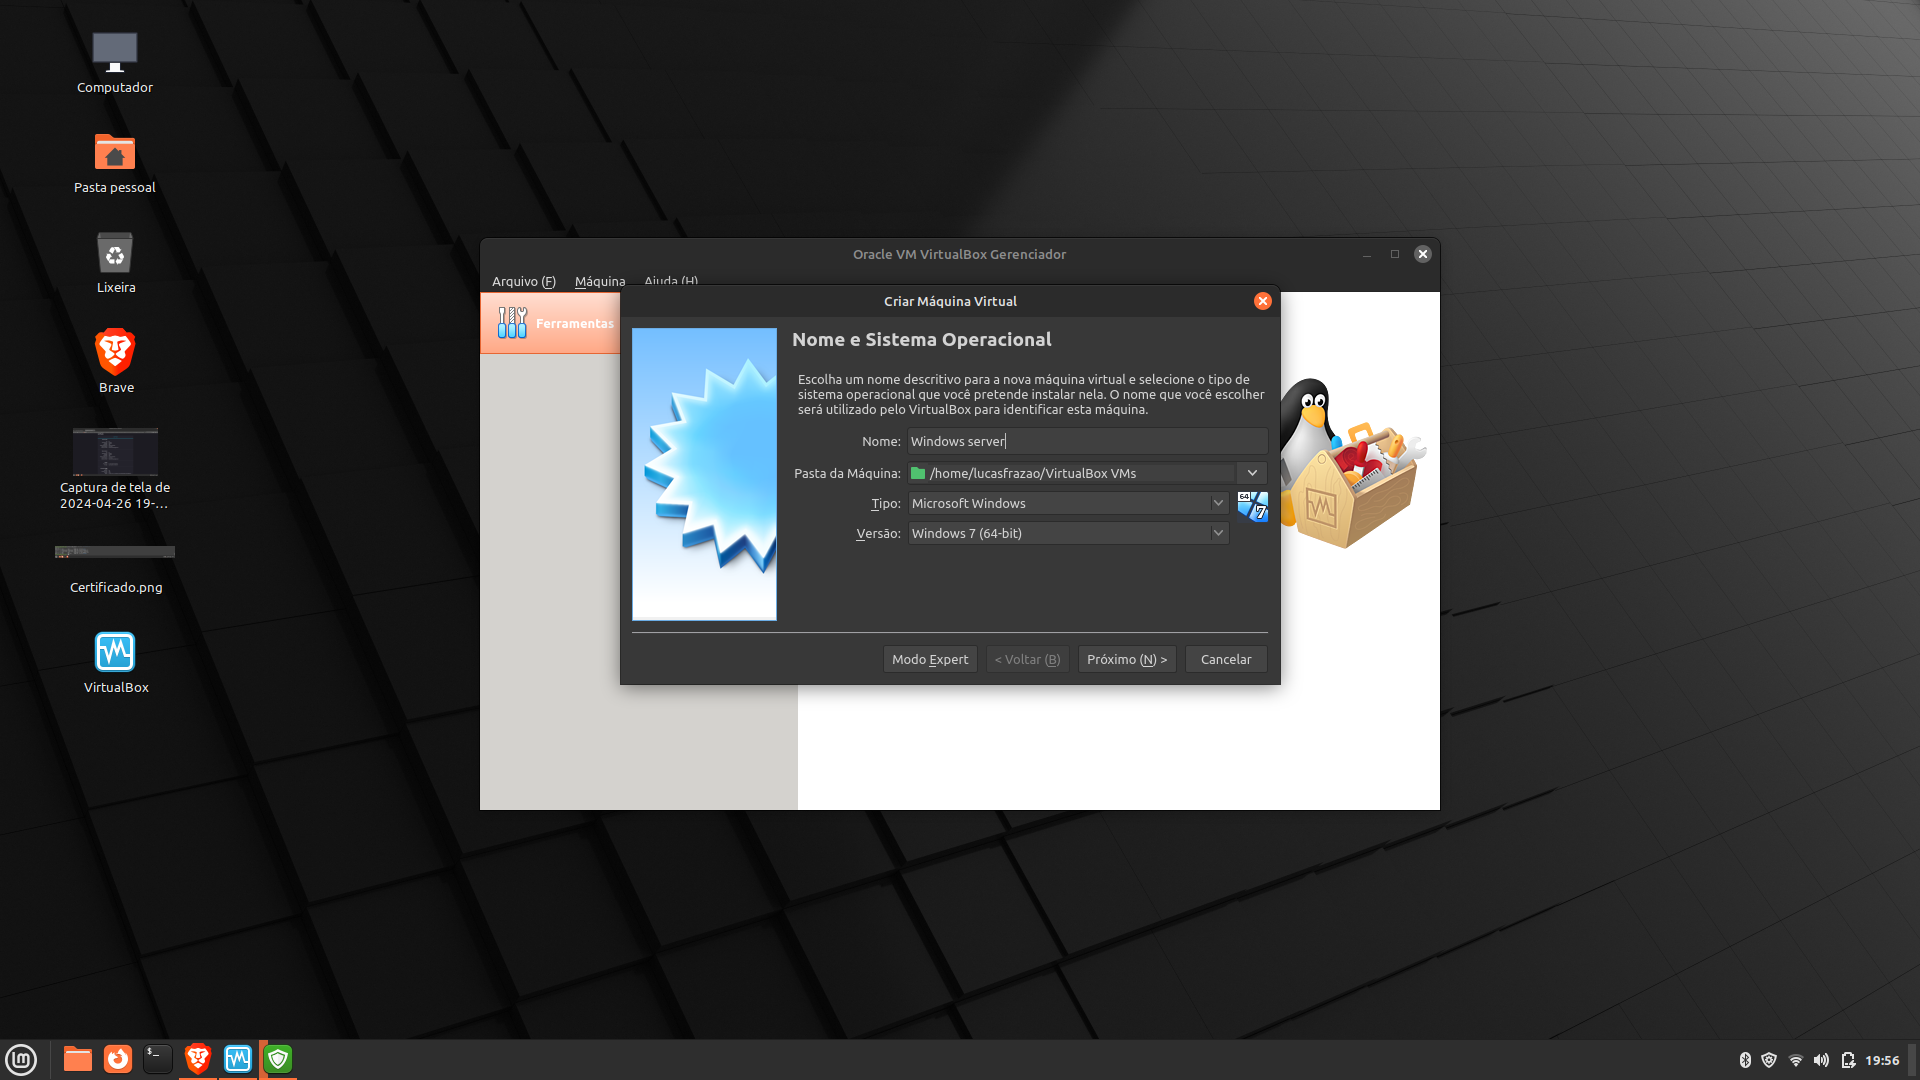 Computador
Pasta pessoal
Lixeira
Brave
Captura de tela de
2024-04-26 19-...
Certificado.png
VirtualBox
Oracle VM VirtualBox Gerenciador
Arquivo (F) Máquina Ajuda (H)
Ferramentas
Criar Máquina Virtual
Nome e Sistema Operacional
Escolha um nome descritivo para a nova máquina virtual e selecione o tipo de
sistema operacional que você pretende instalar nela. O nome que você escolher
será utilizado pelo VirtualBox para identificar esta máquina.
Nome: Windows server
Pasta da Máquina: /home/lucasfrazao/VirtualBox VMs
Tipo: Microsoft Windows
64
7
Versão: Windows 7 (64-bit)
Modo Expert < Voltar (B) Próximo (N) > Cancelar
19:56